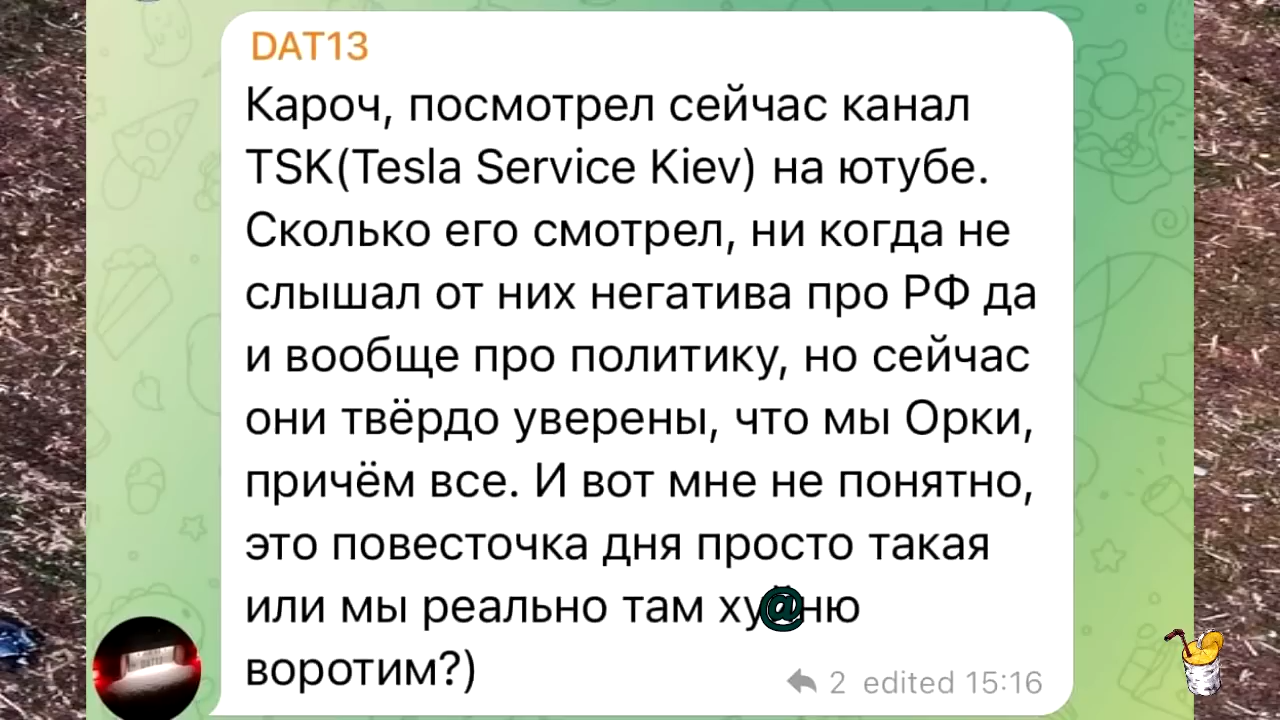 DAT13
Кароч, посмотрел сейчас канал
TSK(Tesla Service Kiev) на ютубе.
Сколько его смотрел, ни когда не
слышал от них негатива про РФ да
и вообще про политику, но сейчас
они твёрдо уверены, что мы Орки,
причём все. И вот мне не понятно,
это повесточка дня просто такая
или мы реально там ху@ню
воротим?)
2 edited 15:16